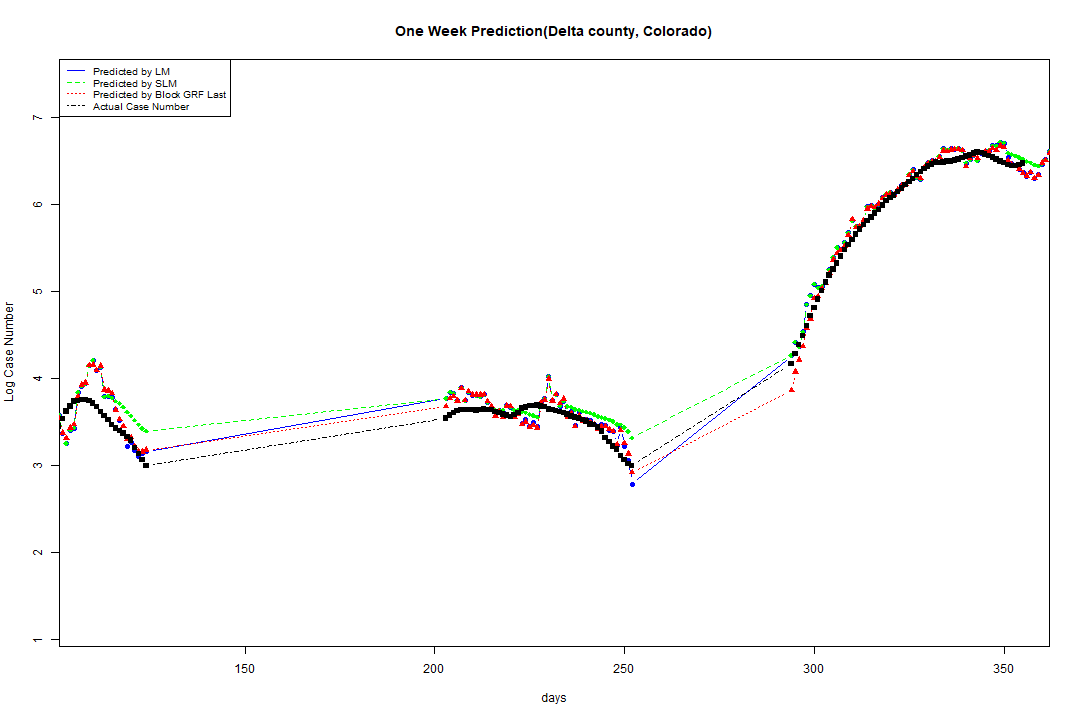 One Week Prediction(Delta county, Colorado)
Predicted by LM
Predicted by SLM
Predicted by Block GRF Last
Actual Case Number
Log Case Number
7
6
5
4
3
2
1
150
200
250
300
350
days